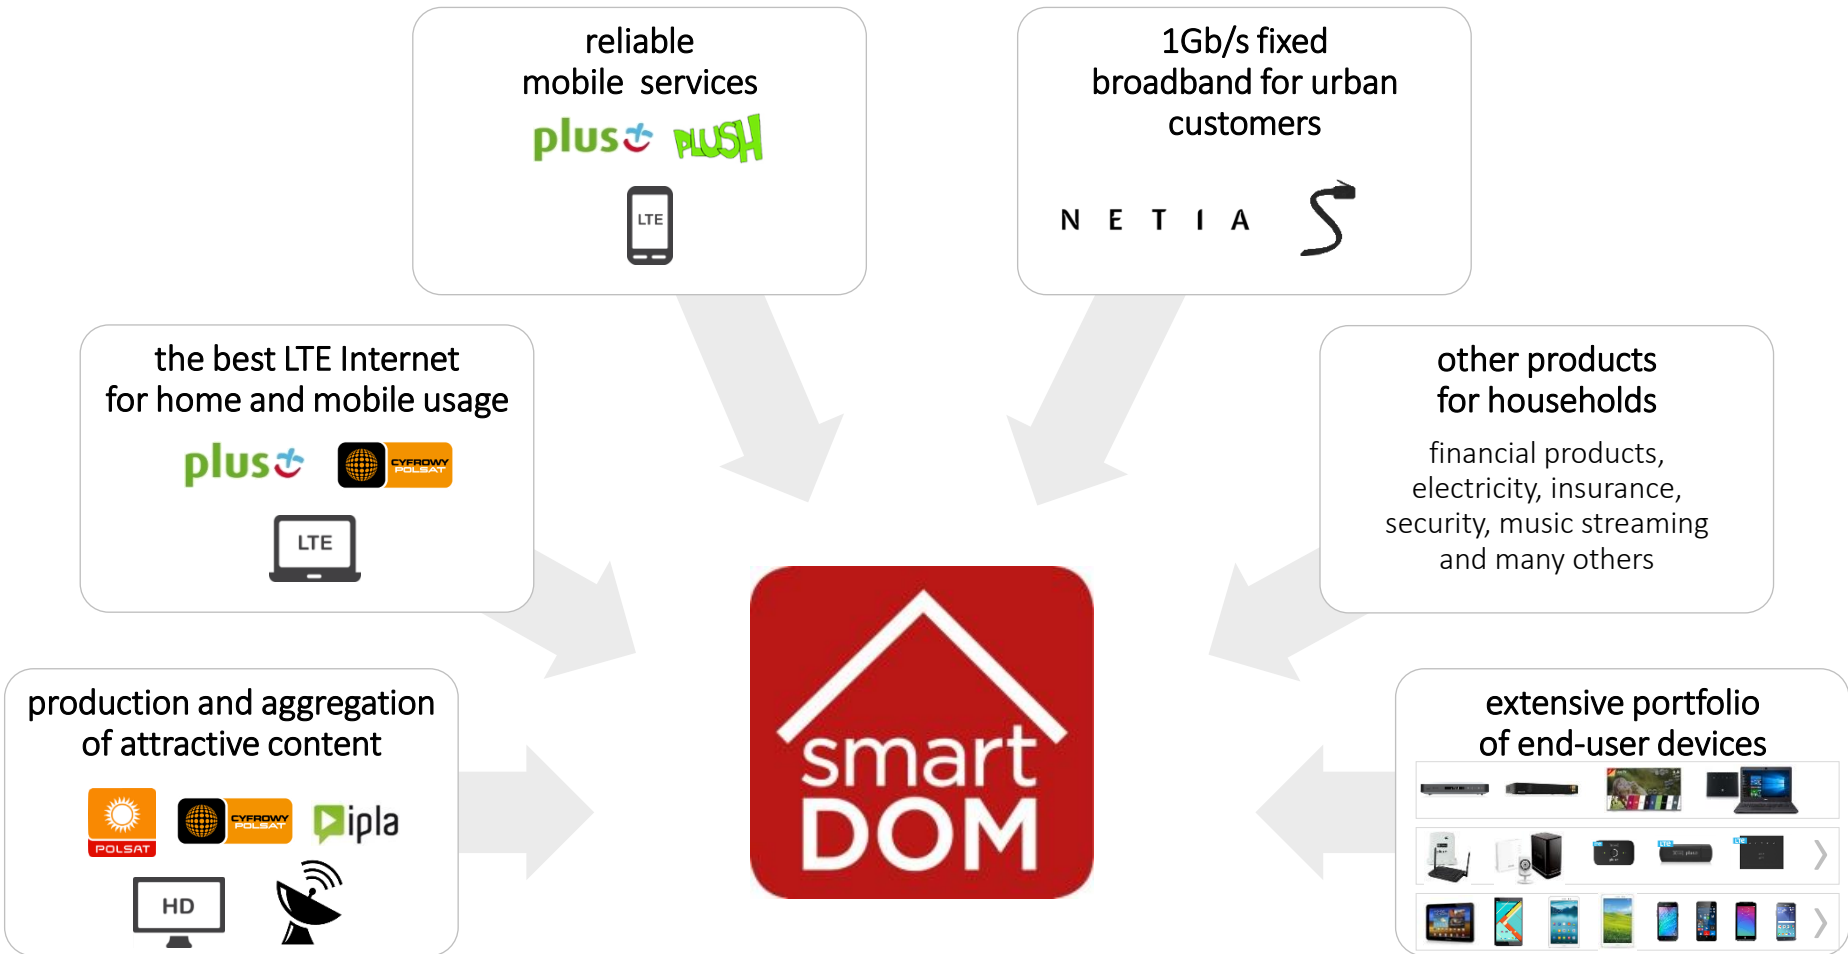 reliable
mobile services
plus PLUSH
LTE
1Gb/s fixed
broadband for urban
customers
NETIA
the best LTE Internet
for home and mobile usage
plus CYFROWY
POLSAT
LTE
other products
for households
financial products,
electricity, insurance,
security, music streaming
and many others
production and aggregation
of attractive content
POLSAT
CYFROWY
POLSAT
ipla
HD
smart
DOM
extensive portfolio
of end-user devices
LTE
LTE